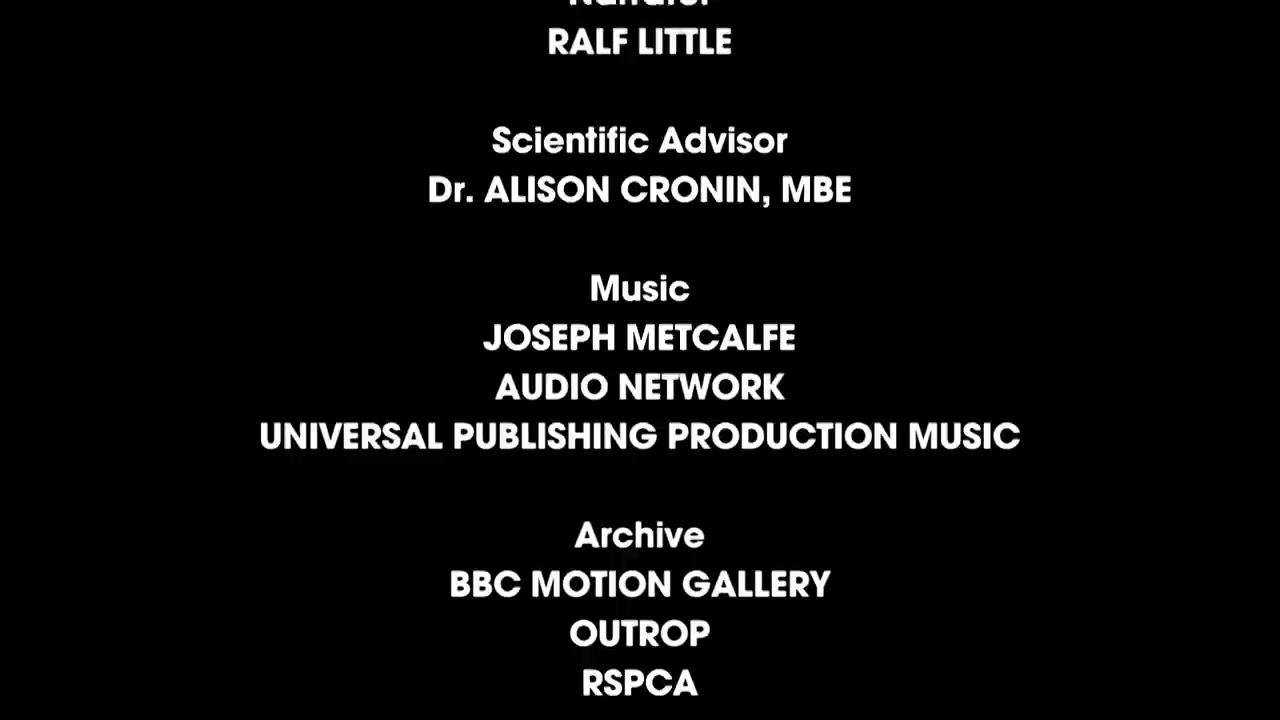 Narrator
RALF LITTLE
Scientific Advisor
Dr. ALISON CRONIN, MBE
Music
JOSEPH METCALFE
AUDIO NETWORK
UNIVERSAL PUBLISHING PRODUCTION MUSIC
Archive
BBC MOTION GALLERY
OUTROP
RSPCA